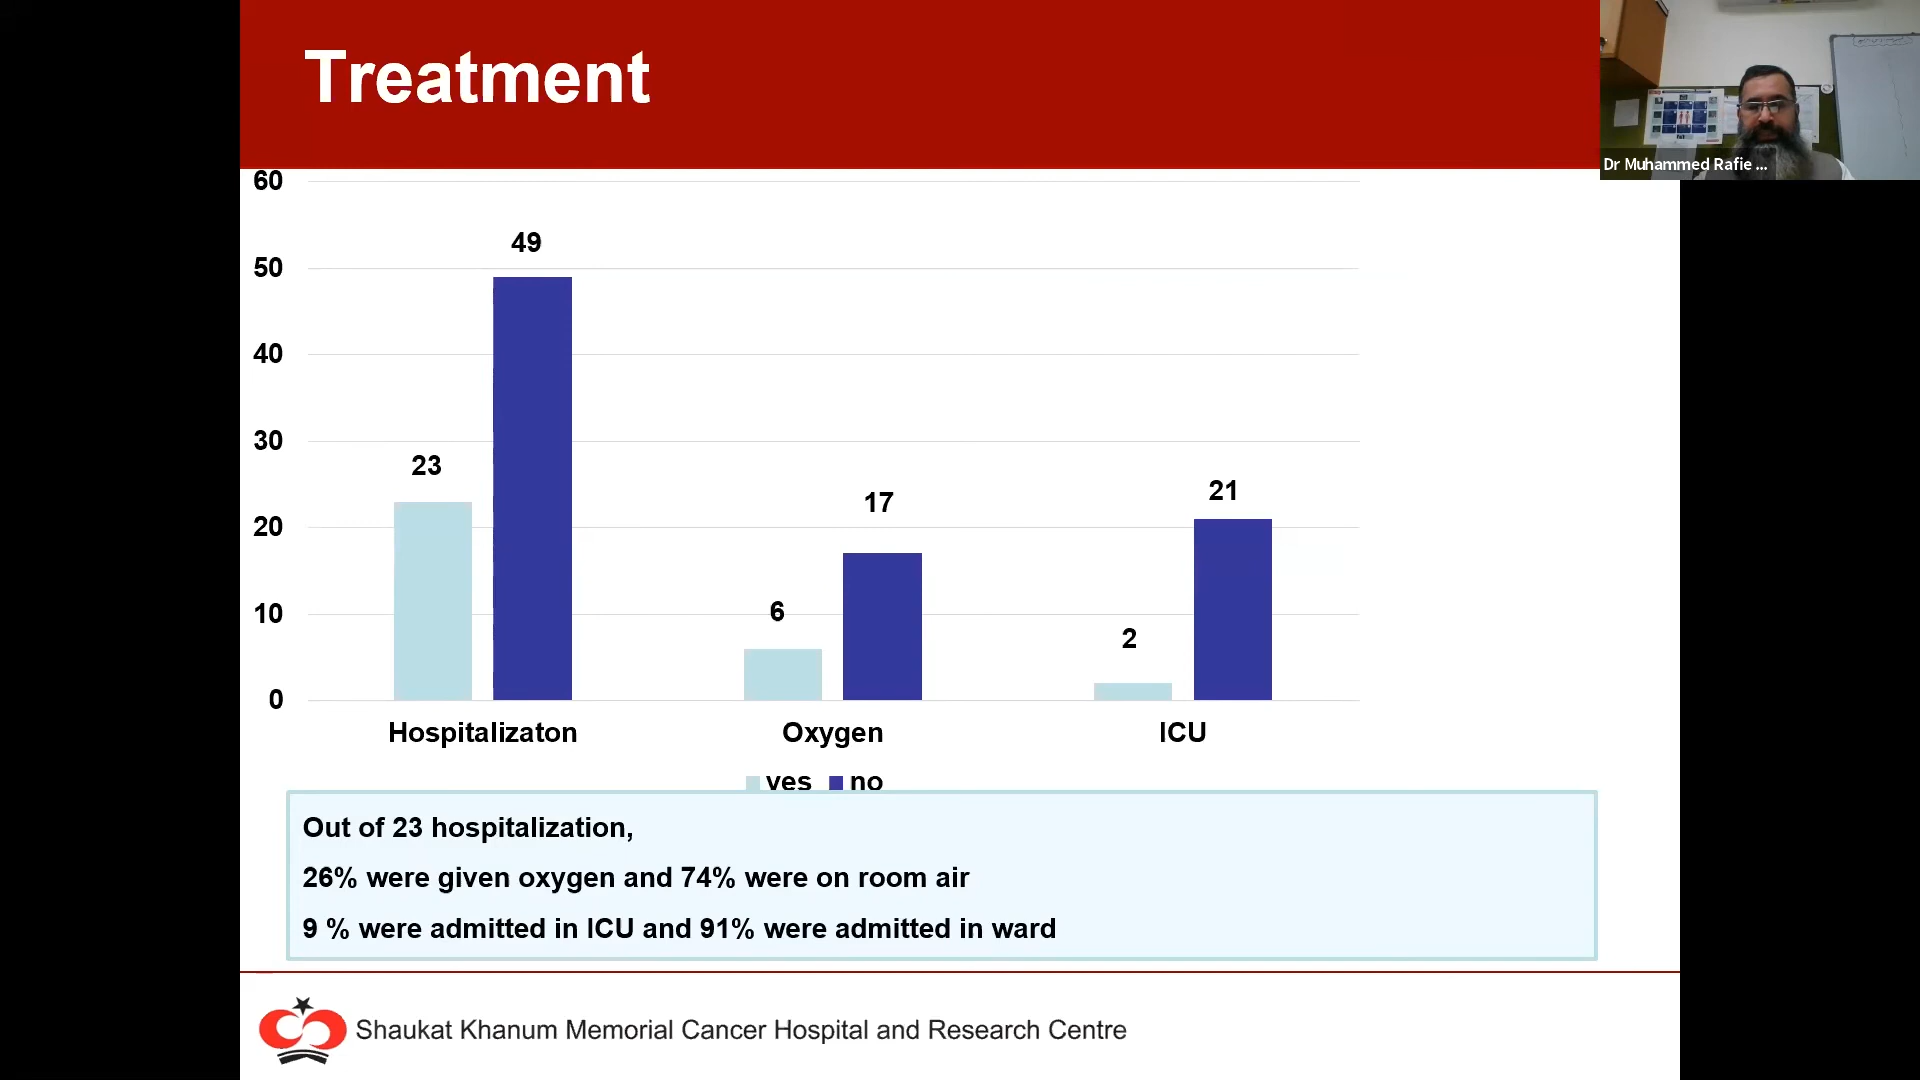 Treatment
Dr Muhammed Rafie ...
60
50
40
30
20
10
0
23
49
6
17
2
21
Hospitalizaton
Oxygen
ICU
yes
no
Out of 23 hospitalization,
26% were given oxygen and 74% were on room air
9 % were admitted in ICU and 91% were admitted in ward
Shaukat Khanum Memorial Cancer Hospital and Research Centre